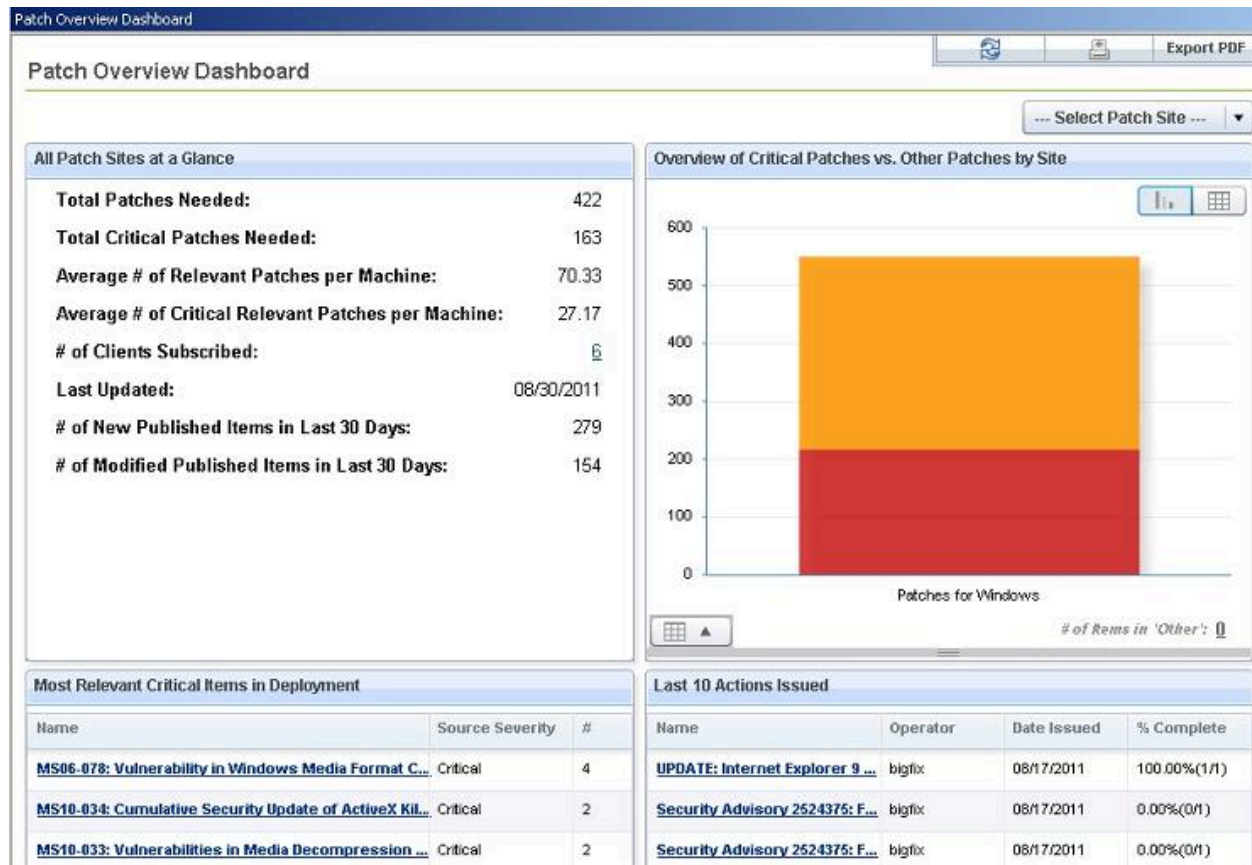 Patch Overview Dashboard
Export PDF
Patch Overview Dashboard
--- Select Patch Site ---
All Patch Sites at a Glance
Total Patches Needed: 422
Total Critical Patches Needed: 163
Average # of Relevant Patches per Machine: 70.33
Average # of Critical Relevant Patches per Machine: 27.17
# of Clients Subscribed: 6
Last Updated: 08/30/2011
# of New Published Items in Last 30 Days: 279
# of Modified Published Items in Last 30 Days: 154
Overview of Critical Patches vs. Other Patches by Site
600
500
400
300
200
100
0
Patches for Windows
# of Items in 'Other': 0
Most Relevant Critical Items in Deployment
Name Source Severity #
MS06-078: Vulnerability in Windows Media Format C... Critical 4
MS10-034: Cumulative Security Update of ActiveX Kil... Critical 2
MS10-033: Vulnerabilities in Media Decompression ... Critical 2
Last 10 Actions Issued
Name Operator Date Issued % Complete
UPDATE: Internet Explorer 9 ... bigfix 08/17/2011 100.00%(1/1)
Security Advisory 2524375: F... bigfix 08/17/2011 0.00%(0/1)
Security Advisory 2524375: F... bigfix 08/17/2011 0.00%(0/1)